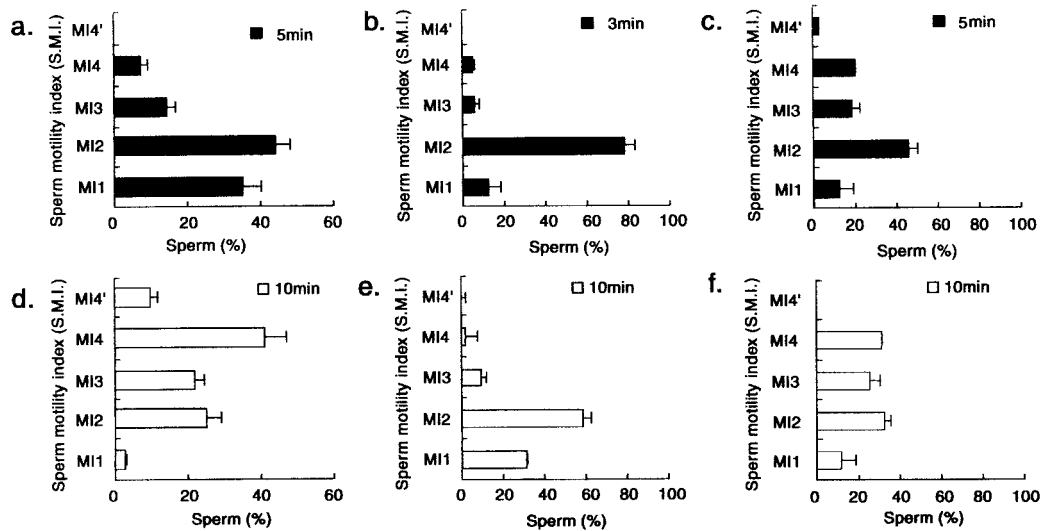 a.
5min
Sperm motility index (S.M.I.)
MI4'
MI4
MI3
MI2
MI1
0 20 40 60
Sperm (%)
b.
3min
Sperm motility index (S.M.I.)
MI4'
MI4
MI3
MI2
MI1
0 20 40 60 80 100
Sperm (%)
c.
5min
Sperm motility index (S.M.I.)
MI4'
MI4
MI3
MI2
MI1
0 20 40 60 80 100
Sperm (%)
d.
10min
Sperm motility index (S.M.I.)
MI4'
MI4
MI3
MI2
MI1
0 20 40 60
Sperm (%)
e.
10min
Sperm motility index (S.M.I.)
MI4'
MI4
MI3
MI2
MI1
0 20 40 60 80 100
Sperm (%)
f.
10min
Sperm motility index (S.M.I.)
MI4'
MI4
MI3
MI2
MI1
0 20 40 60 80 100
Sperm (%)